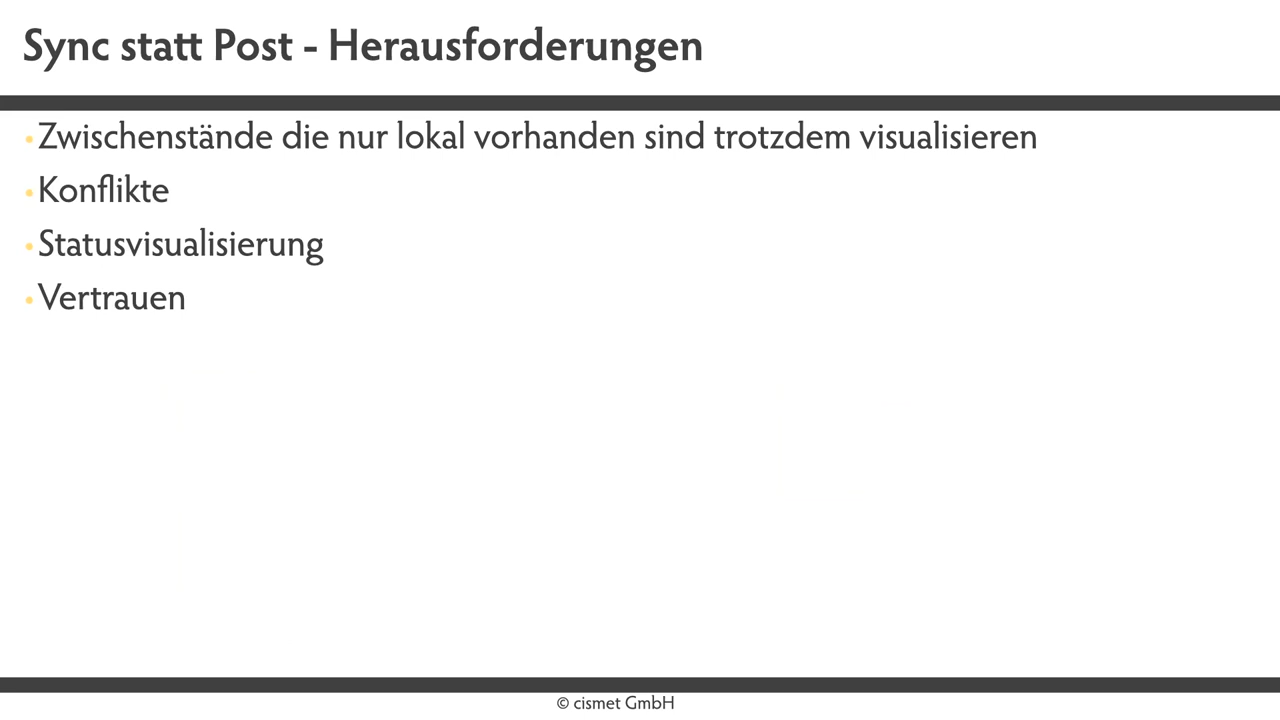 Sync statt Post - Herausforderungen
• Zwischenstände die nur lokal vorhanden sind trotzdem visualisieren
• Konflikte
• Statusvisualisierung
• Vertrauen
© cismet GmbH